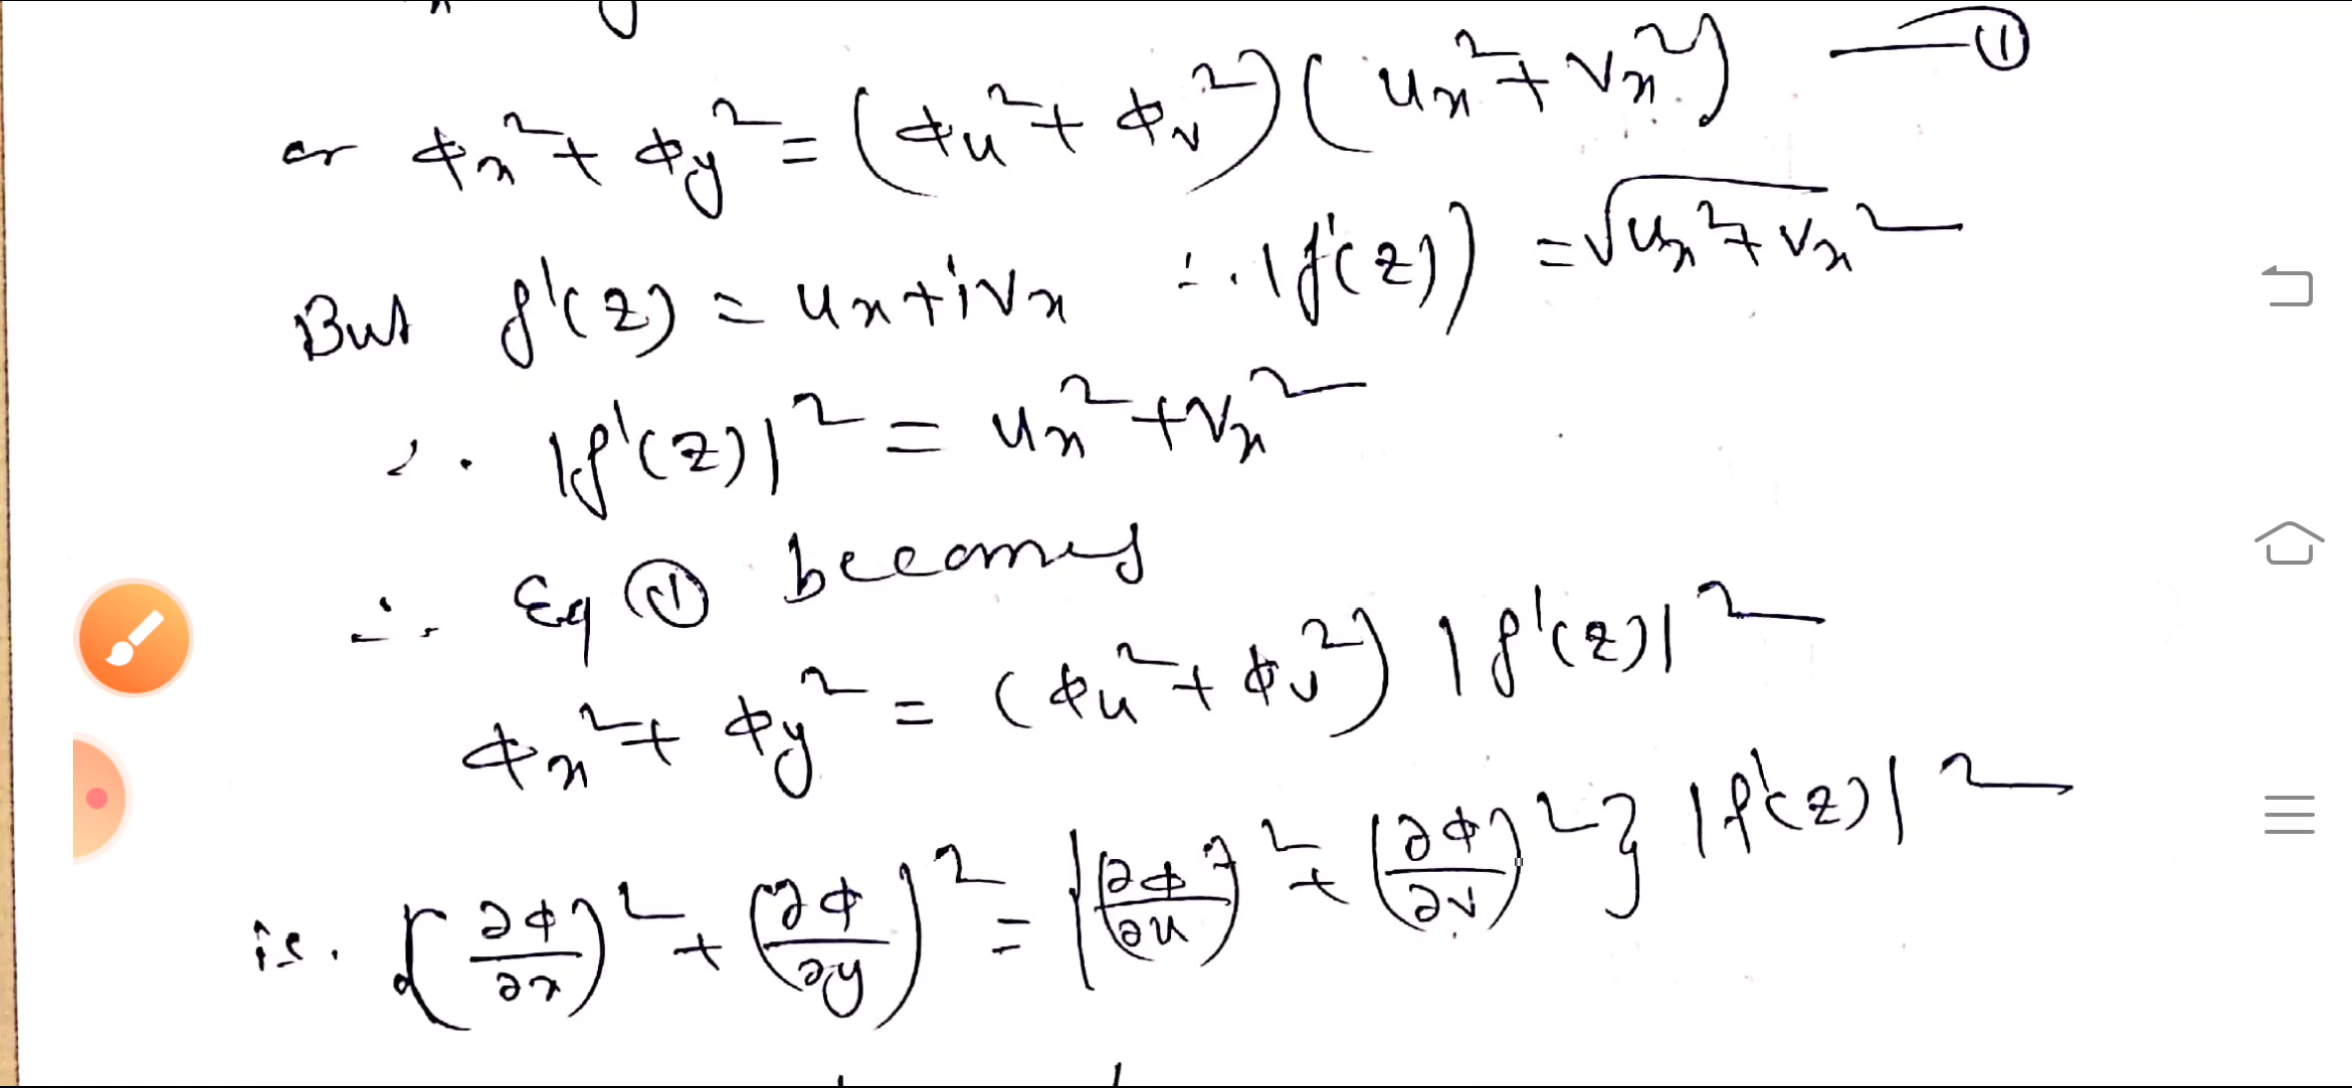 or ϕx² + ϕy² = (ϕu² + ϕv²)(ux² + vx²) — ①
But f'(z) = ux + ivx ∴ |f'(z)| = √ux² + vx²
∴ |f'(z)|² = ux² + vx²
∴ Eq ① becomes
ϕx² + ϕy² = (ϕu² + ϕv²) |f'(z)|²
ie. (∂ϕ/∂x)² + (∂ϕ/∂y)² = {(∂ϕ/∂u)² + (∂ϕ/∂v)²} |f'(z)|²